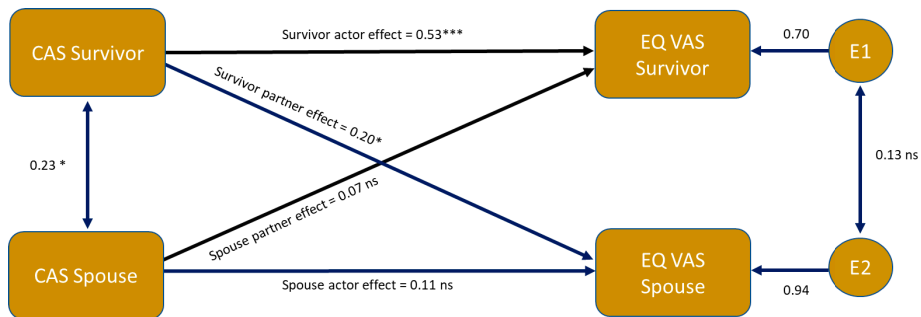 CAS Survivor
Survivor actor effect = 0.53***
EQ VAS
Survivor
0.70
E1
Survivor partner effect = 0.20*
0.23 *
0.13 ns
Spouse partner effect = 0.07 ns
CAS Spouse
Spouse actor effect = 0.11 ns
EQ VAS
Spouse
0.94
E2